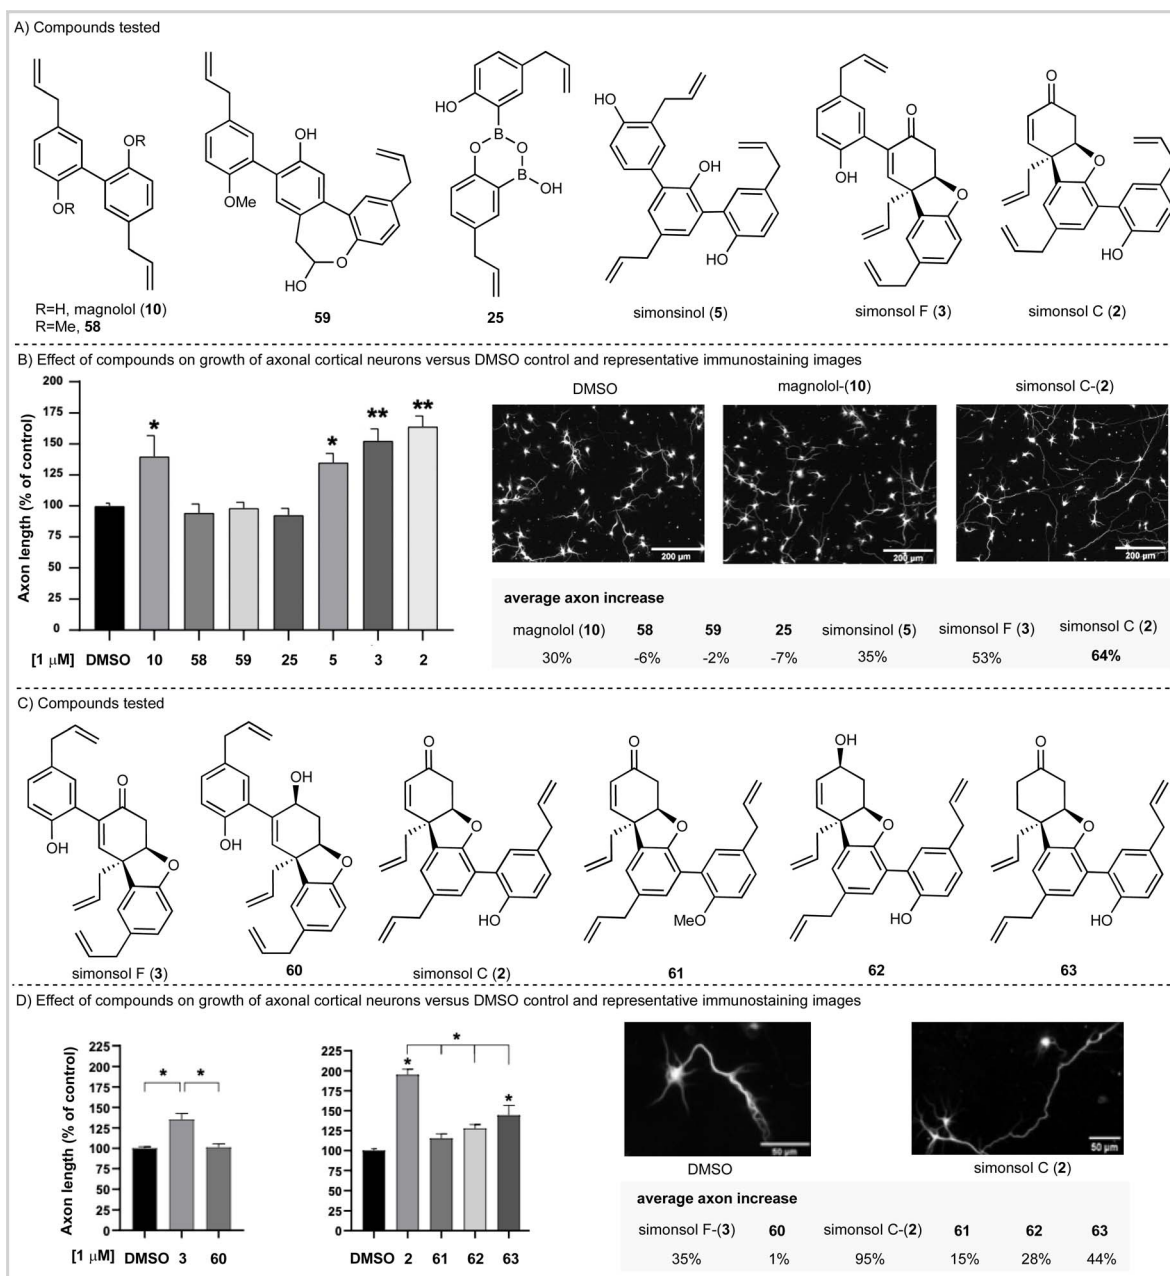 A) Compounds tested
OR
OR
R=H, magnolol (10)
R=Me, 58
OH
OMe
HO
O
59
HO
B
O
O
B
OH
25
HO
OH
HO
simonsinol (5)
O
OH
O
simonsol F (3)
O
O
HO
simonsol C (2)
B) Effect of compounds on growth of axonal cortical neurons versus DMSO control and representative immunostaining images
Axon length (% of control)
200
175
150
125
100
75
50
25
0
*
*
**
**
[1 µM] DMSO 10 58 59 25 5 3 2
DMSO
magnolol-(10)
simonsol C-(2)
200 µm
200 µm
200 µm
average axon increase
magnolol (10) 58 59 25 simonsinol (5) simonsol F (3) simonsol C (2)
30% -6% -2% -7% 35% 53% 64%
C) Compounds tested
O
OH
O
simonsol F (3)
OH
OH
O
60
O
O
HO
simonsol C (2)
O
O
MeO
61
OH
O
HO
62
O
O
HO
63
D) Effect of compounds on growth of axonal cortical neurons versus DMSO control and representative immunostaining images
Axon length (% of control)
225
200
175
150
125
100
75
50
25
0
* *
[1 µM] DMSO 3 60
225
200
175
150
125
100
75
50
25
0
*
*
*
DMSO 2 61 62 63
50 µm
DMSO
50 µm
simonsol C (2)
average axon increase
simonsol F-(3) 60 simonsol C-(2) 61 62 63
35% 1% 95% 15% 28% 44%